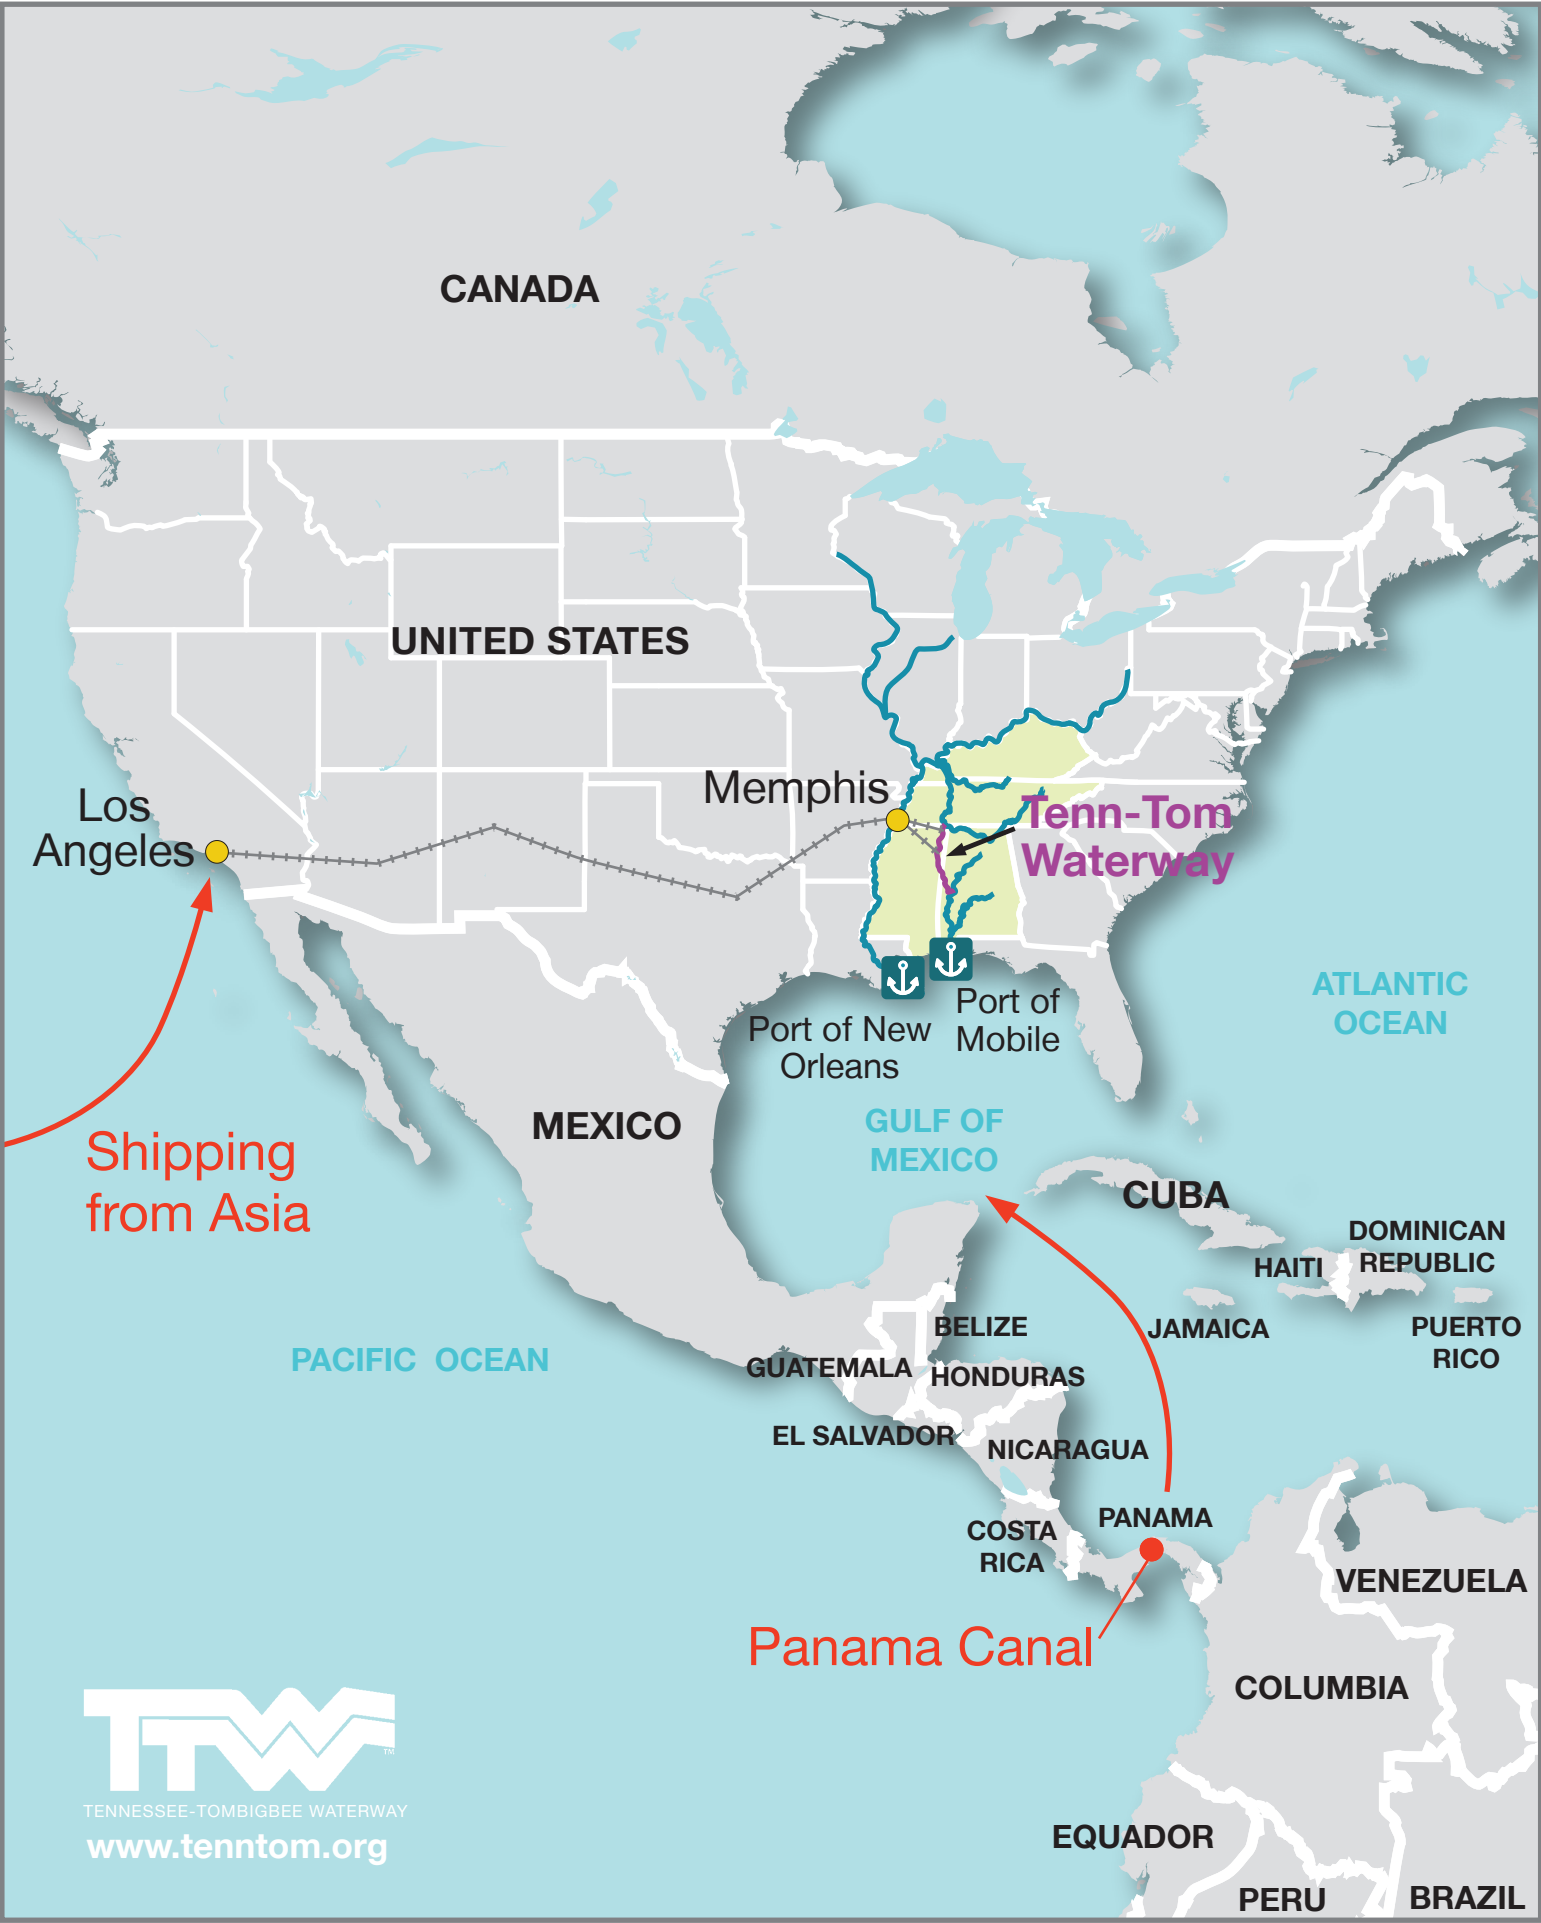 CANADA
UNITED STATES
Memphis
Los
Angeles
Tenn-Tom
Waterway
Port of New
Orleans
Port of
Mobile
ATLANTIC
OCEAN
GULF OF
MEXICO
MEXICO
Shipping
from Asia
CUBA
DOMINICAN
REPUBLIC
HAITI
JAMAICA
PUERTO
RICO
BELIZE
PACIFIC OCEAN
GUATEMALA
HONDURAS
EL SALVADOR
NICARAGUA
PANAMA
COSTA
RICA
VENEZUELA
Panama Canal
COLUMBIA
TTW
TM
TENNESSEE-TOMBIGBEE WATERWAY
www.tenntom.org
EQUADOR
PERU
BRAZIL